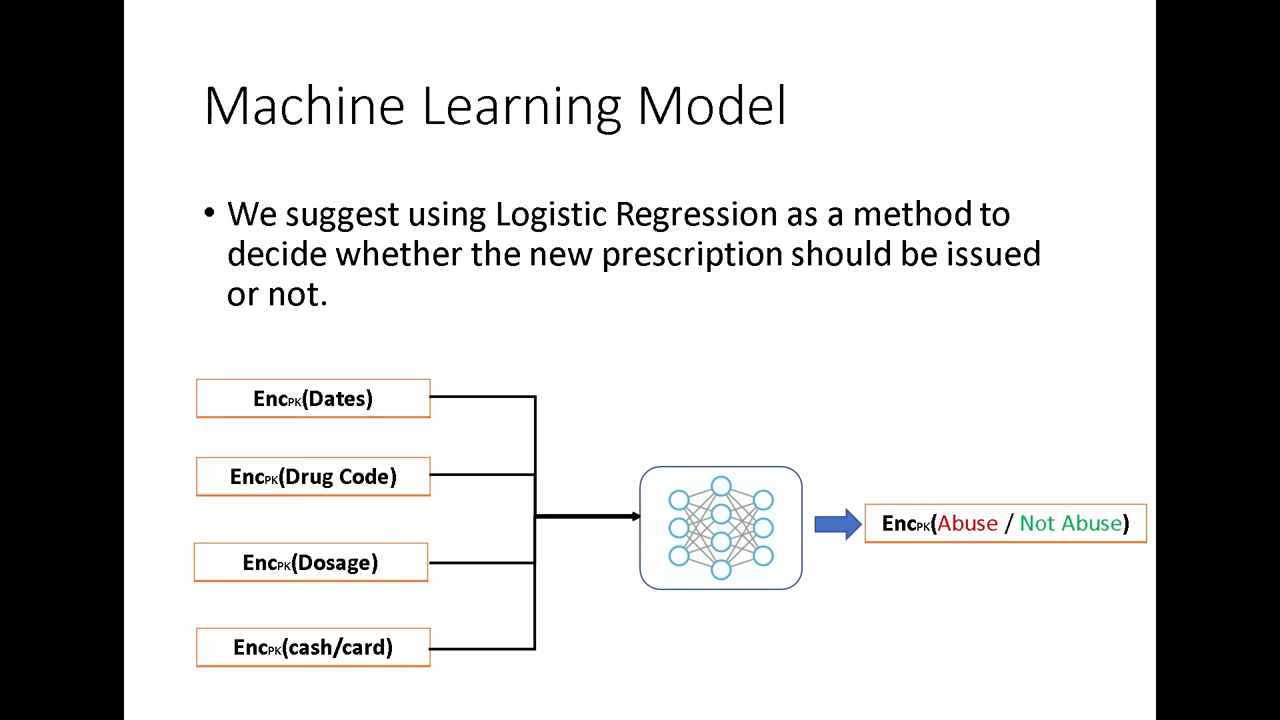 Machine Learning Model
• We suggest using Logistic Regression as a method to
decide whether the new prescription should be issued
or not.
EncPK(Dates)
EncPK(Drug Code)
EncPK(Dosage)
EncPK(cash/card)
EncPK(Abuse / Not Abuse)